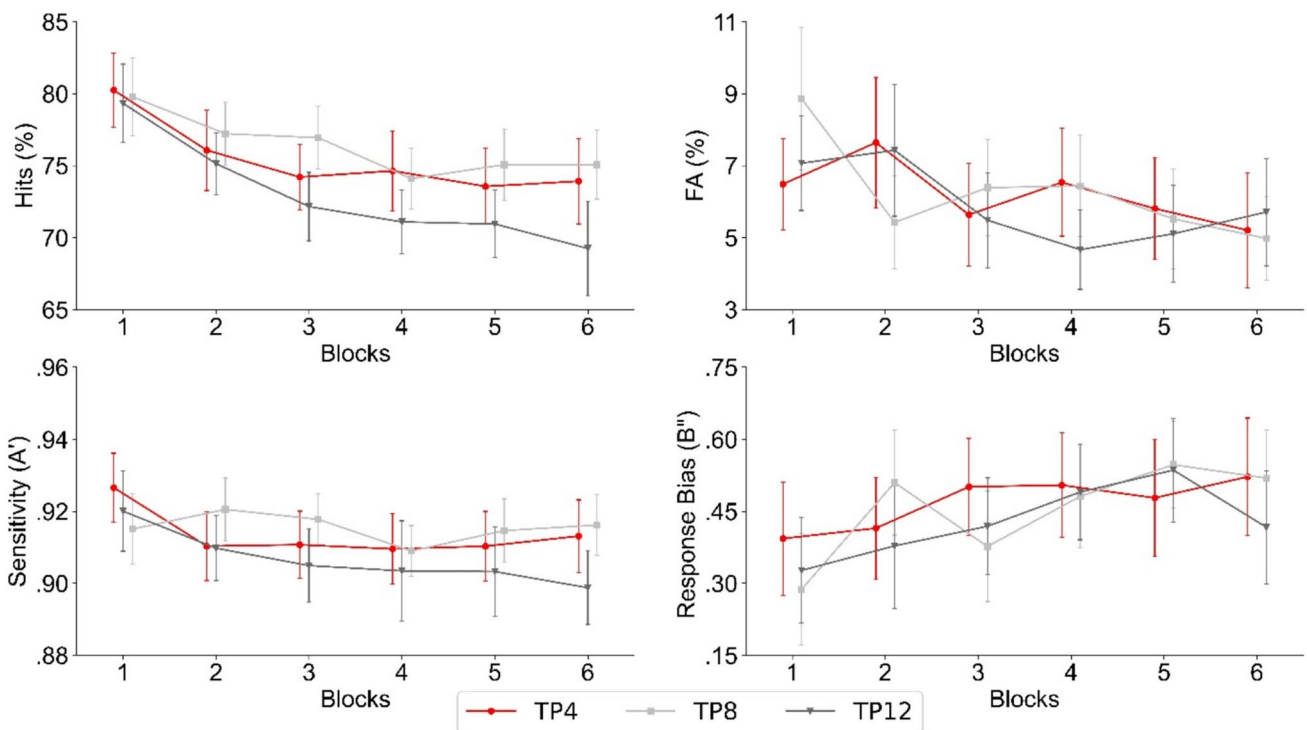 85
80
75
70
65
Hits (%)
1 2 3 4 5 6
Blocks
11
9
7
5
3
FA (%)
1 2 3 4 5 6
Blocks
.96
.94
.92
.90
.88
Sensitivity (A')
1 2 3 4 5 6
Blocks
.75
.60
.45
.30
.15
Response Bias (B")
1 2 3 4 5 6
Blocks
TP4 TP8 TP12